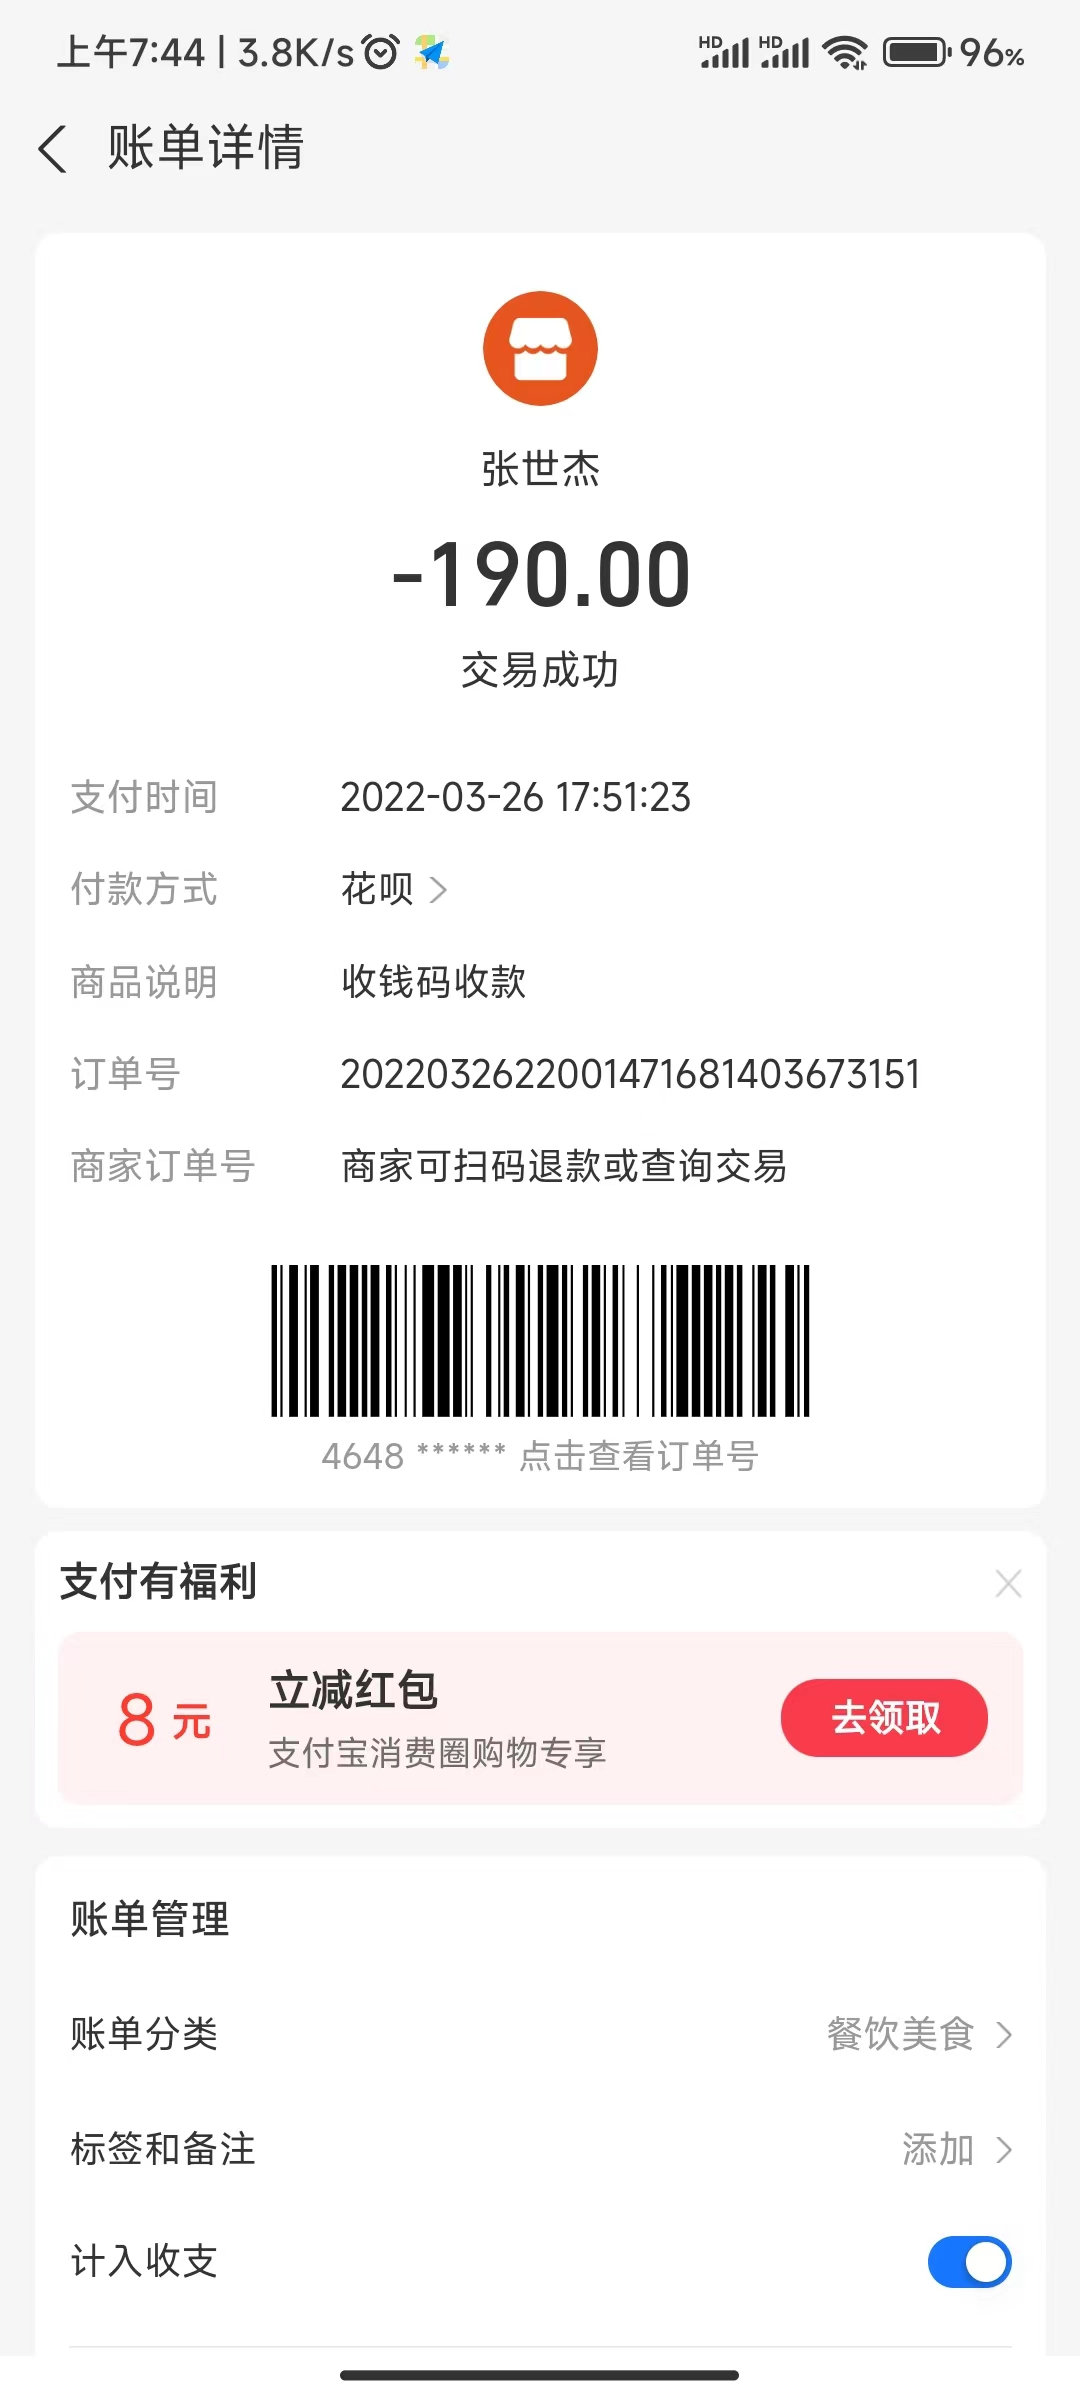 上午7:44 | 3.8K/s
HD HD 96%
账单详情
张世杰
-190.00
交易成功
支付时间 2022-03-26 17:51:23
付款方式 花呗
商品说明 收钱码收款
订单号 2022032622001471681403673151
商家订单号 商家可扫码退款或查询交易
4648 ****** 点击查看订单号
支付有福利
8 元 立减红包 去领取
支付宝消费圈购物专享
账单管理
账单分类 餐饮美食
标签和备注 添加
计入收支